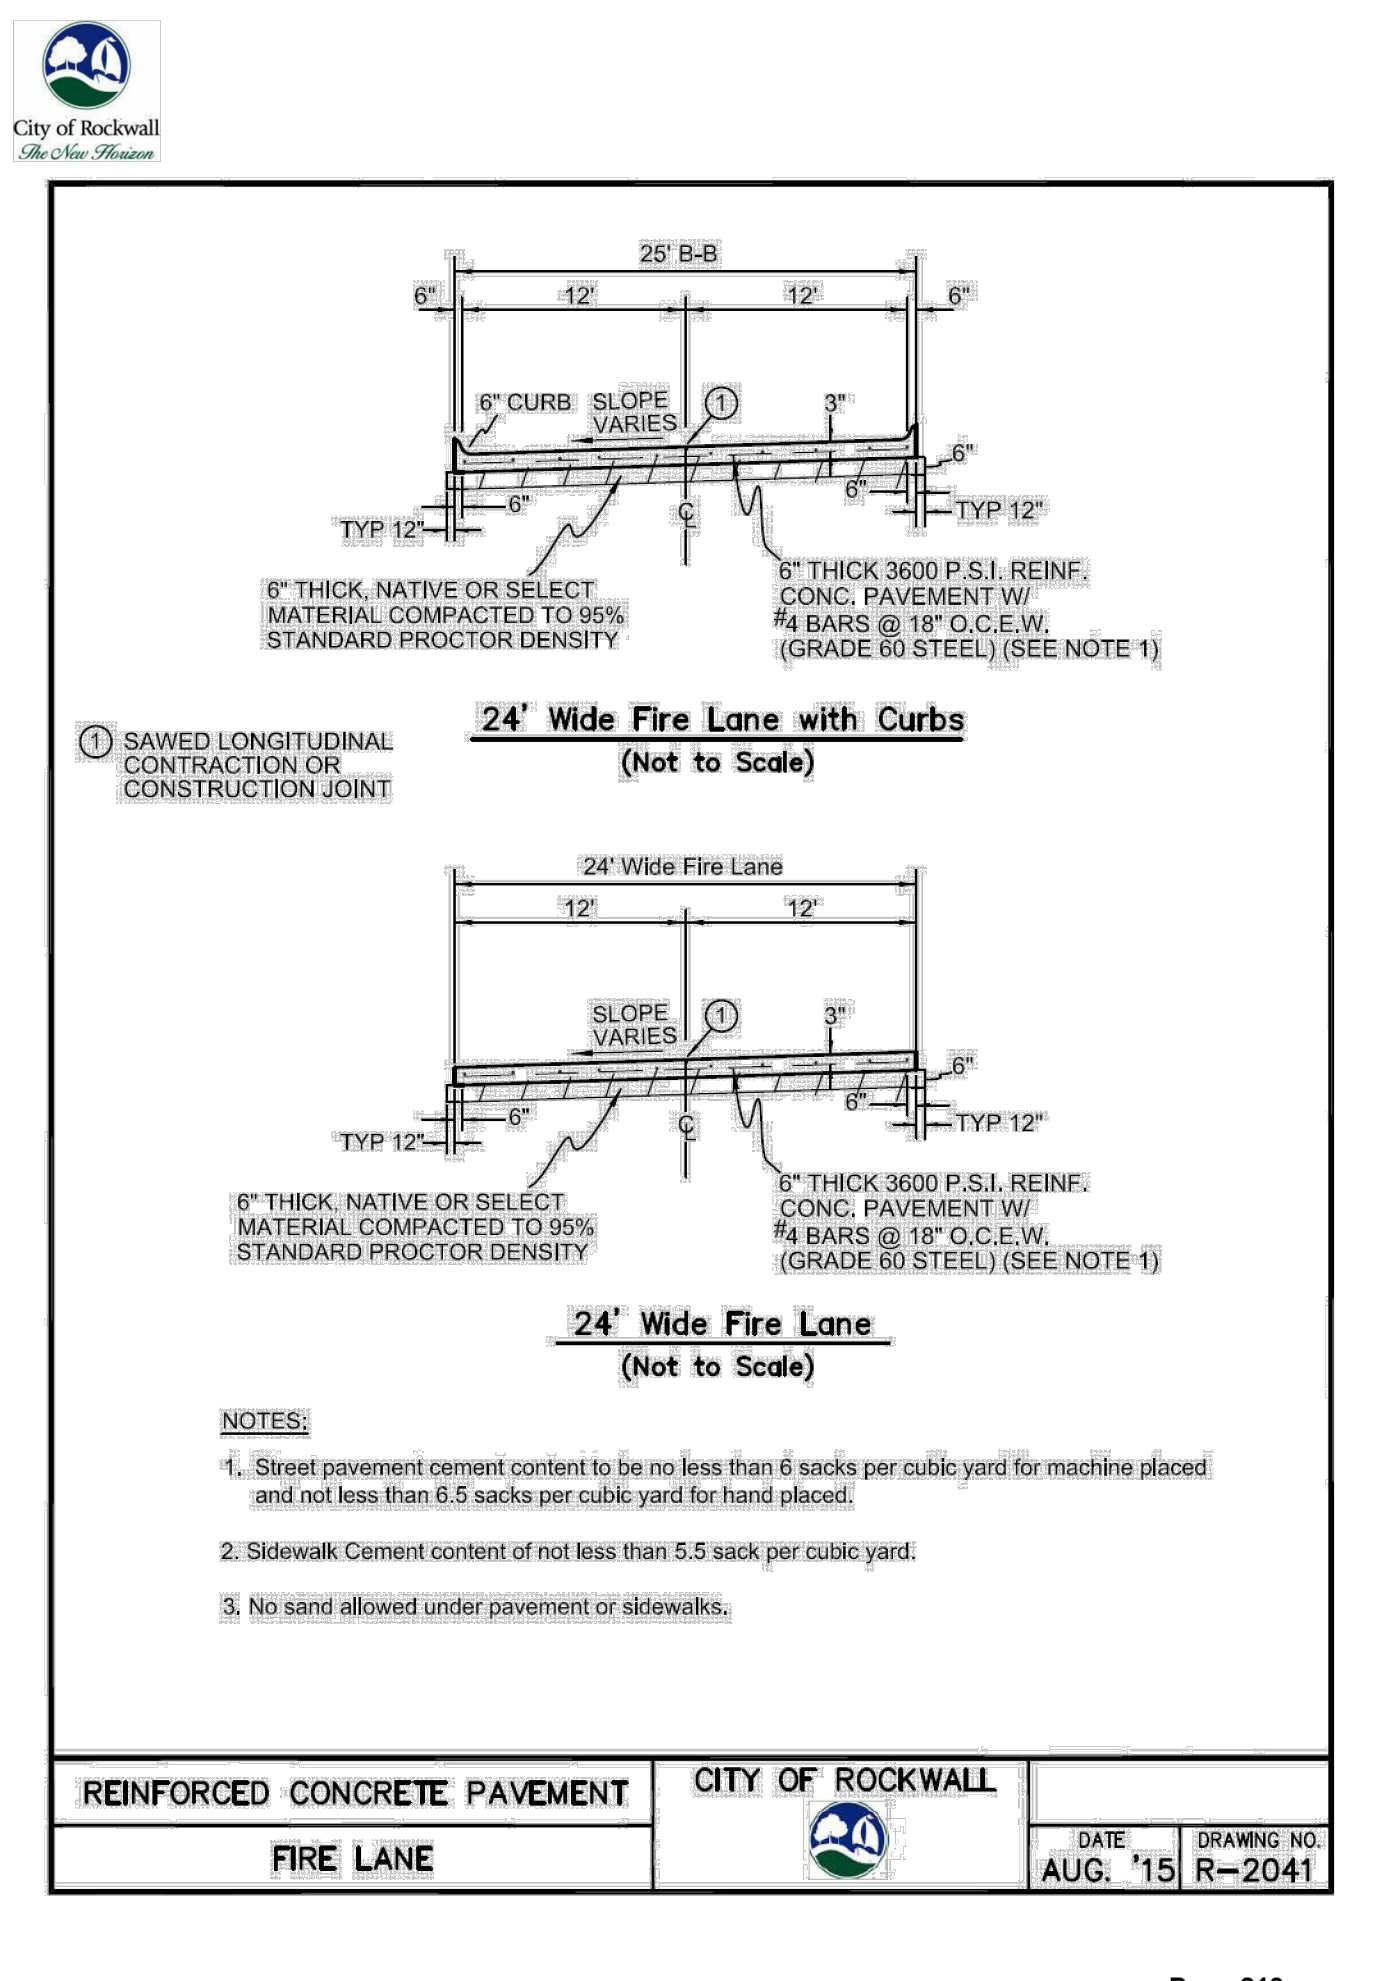 City of Rockwall
The New Horizon
25' B-B
6" 12' 12' 6"
6" CURB
SLOPE
VARIES
1
3"
6"
6"
6"
TYP 12"
TYP 12"
℄
6" THICK, NATIVE OR SELECT
MATERIAL COMPACTED TO 95%
STANDARD PROCTOR DENSITY
6" THICK 3600 P.S.I. REINF.
CONC. PAVEMENT W/
#4 BARS @ 18" O.C.E.W.
(GRADE 60 STEEL) (SEE NOTE 1)
24' Wide Fire Lane with Curbs
(Not to Scale)
1 SAWED LONGITUDINAL
CONTRACTION OR
CONSTRUCTION JOINT
24' Wide Fire Lane
12' 12'
SLOPE
VARIES
1
3"
6"
6"
6"
TYP 12"
TYP 12"
℄
6" THICK, NATIVE OR SELECT
MATERIAL COMPACTED TO 95%
STANDARD PROCTOR DENSITY
6" THICK 3600 P.S.I. REINF.
CONC. PAVEMENT W/
#4 BARS @ 18" O.C.E.W.
(GRADE 60 STEEL) (SEE NOTE 1)
24' Wide Fire Lane
(Not to Scale)
NOTES:
1. Street pavement cement content to be no less than 6 sacks per cubic yard for machine placed
and not less than 6.5 sacks per cubic yard for hand placed.
2. Sidewalk Cement content of not less than 5.5 sack per cubic yard.
3. No sand allowed under pavement or sidewalks.
REINFORCED CONCRETE PAVEMENT
FIRE LANE
CITY OF ROCKWALL
DATE
AUG. '15
DRAWING NO.
R-2041